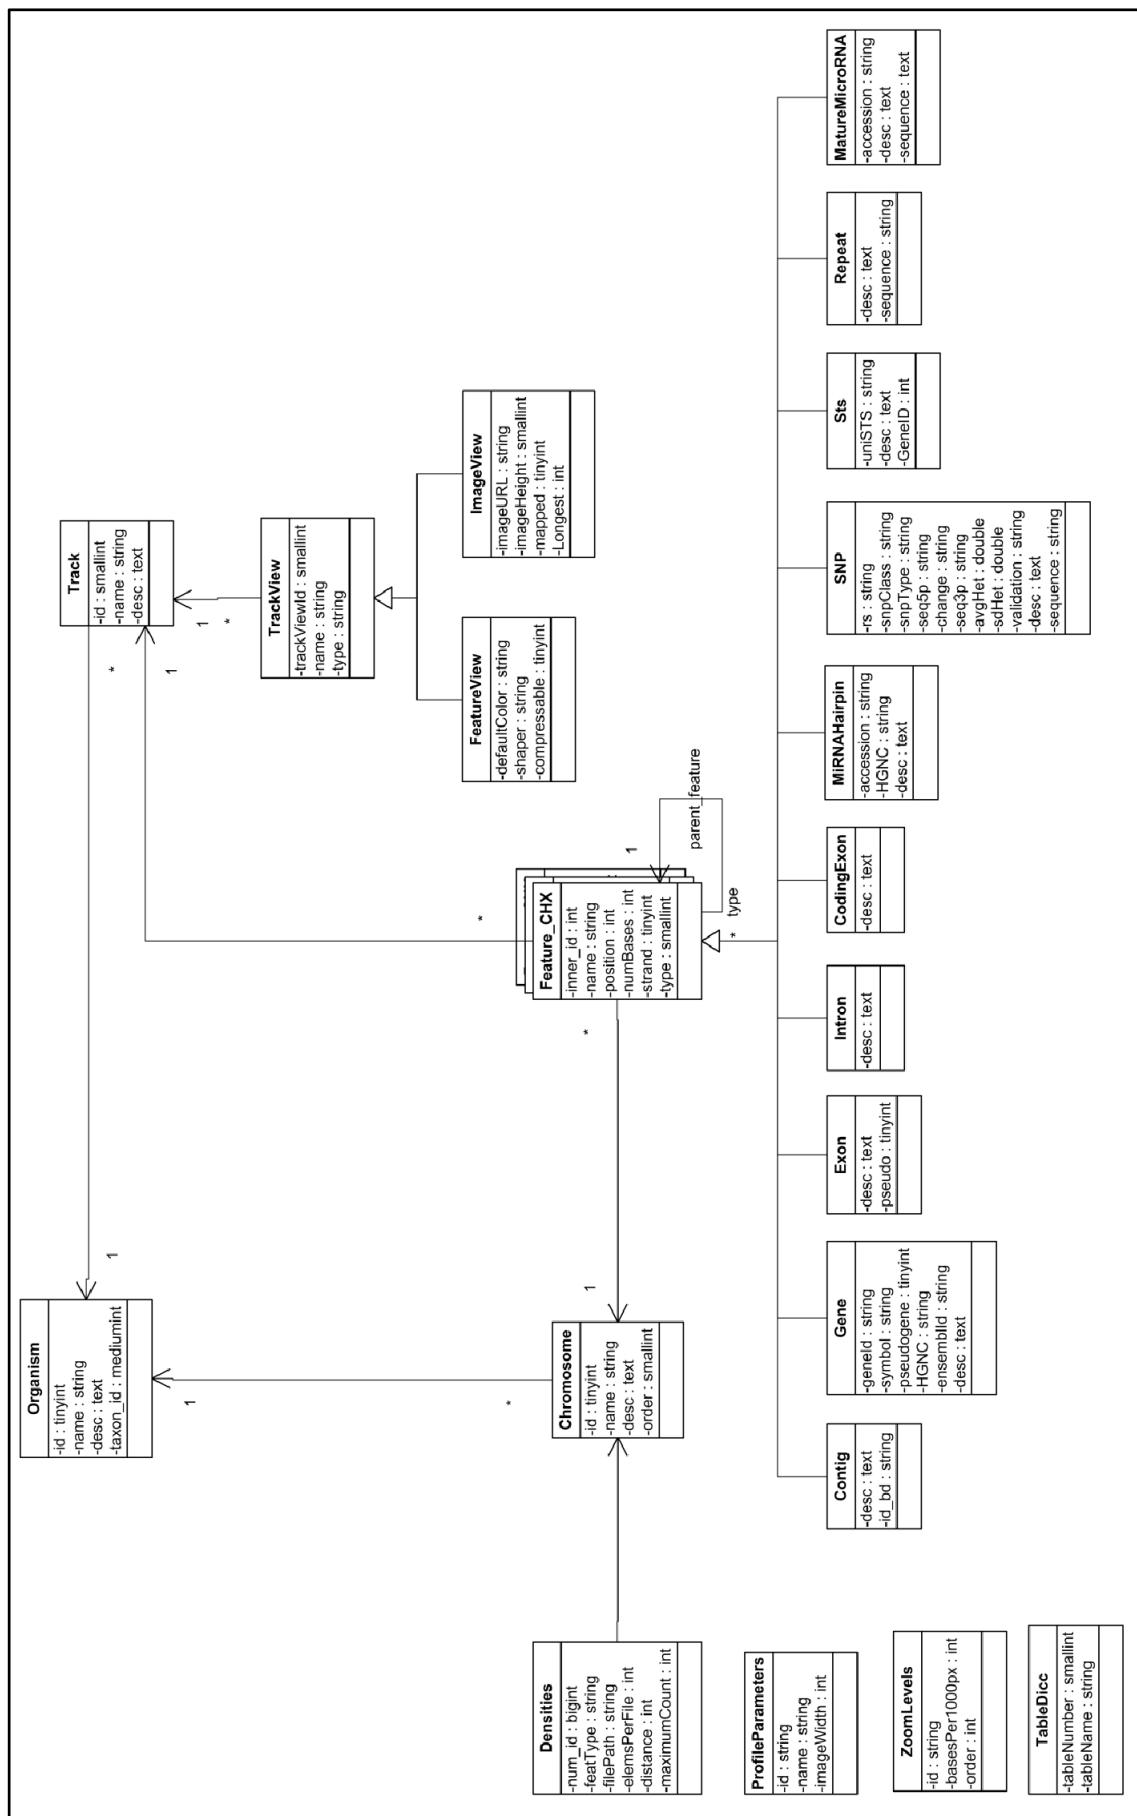 Organism
-id : tinyint
-name : string
-desc : text
-taxon_id : mediumint
1
*
Track
-id : smallint
-name : string
-desc : text
1
*
1
TrackView
-trackViewId : smallint
-name : string
-type : string
FeatureView
-defaultColor : string
-shaper : string
-compressable : tinyint
ImageView
-imageURL : string
-imageHeight : smallint
-mapped : tinyint
-Longest : int
1
*
Densities
-num_id : bigint
-featType : string
-filePath : string
-elemsPerFile : int
-distance : int
-maximumCount : int
Chromosome
-id : tinyint
-name : string
-desc : text
-order : smallint
1
*
*
Feature_CHX
-inner_id : int
-name : string
-position : int
-numBases : int
-strand : tinyint
-type : smallint
1
parent_feature
*
type
ProfileParameters
-id : string
-name : string
-imageWidth : int
ZoomLevels
-id : string
-basesPer1000px : int
-order : int
TableDicc
-tableNumber : smallint
-tableName : string
Contig
-desc : text
-id_bd : string
Gene
-geneId : string
-symbol : string
-pseudogene : tinyint
-HGNC : string
-ensemblId : string
-desc : text
Exon
-desc : text
-pseudo : tinyint
Intron
-desc : text
CodingExon
-desc : text
MiRNAHairpin
-accession : string
-HGNC : string
-desc : text
SNP
-rs : string
-snpClass : string
-snpType : string
-seq5p : string
-change : string
-seq3p : string
-avgHet : double
-sdHet : double
-validation : string
-desc : text
-sequence : string
Sts
-uniSTS : string
-desc : text
-GeneID : int
Repeat
-desc : text
-sequence : string
MatureMicroRNA
-accession : string
-desc : text
-sequence : text